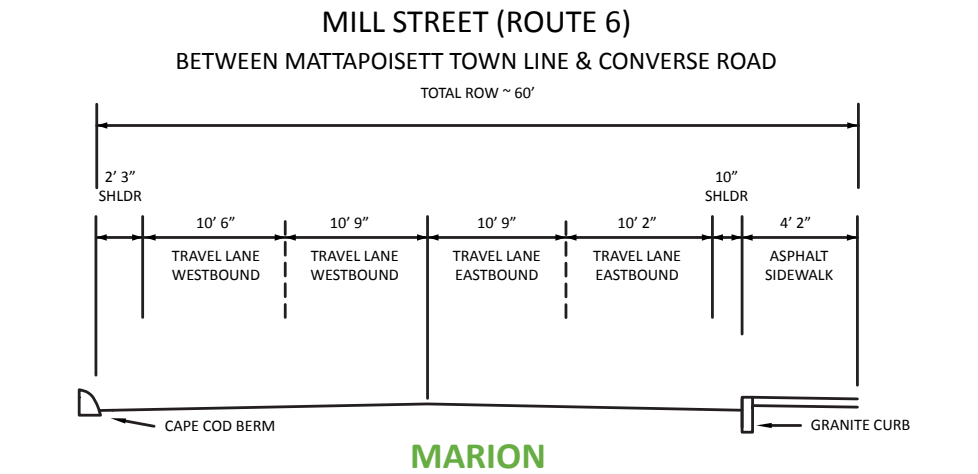 MILL STREET (ROUTE 6)
BETWEEN MATTAPOISETT TOWN LINE & CONVERSE ROAD
TOTAL ROW ~ 60’
2’ 3”
SHLDR
10”
SHLDR
10’ 6”
10’ 9”
10’ 9”
10’ 2”
4’ 2”
TRAVEL LANE
WESTBOUND
TRAVEL LANE
WESTBOUND
TRAVEL LANE
EASTBOUND
TRAVEL LANE
EASTBOUND
ASPHALT
SIDEWALK
CAPE COD BERM
GRANITE CURB
MARION